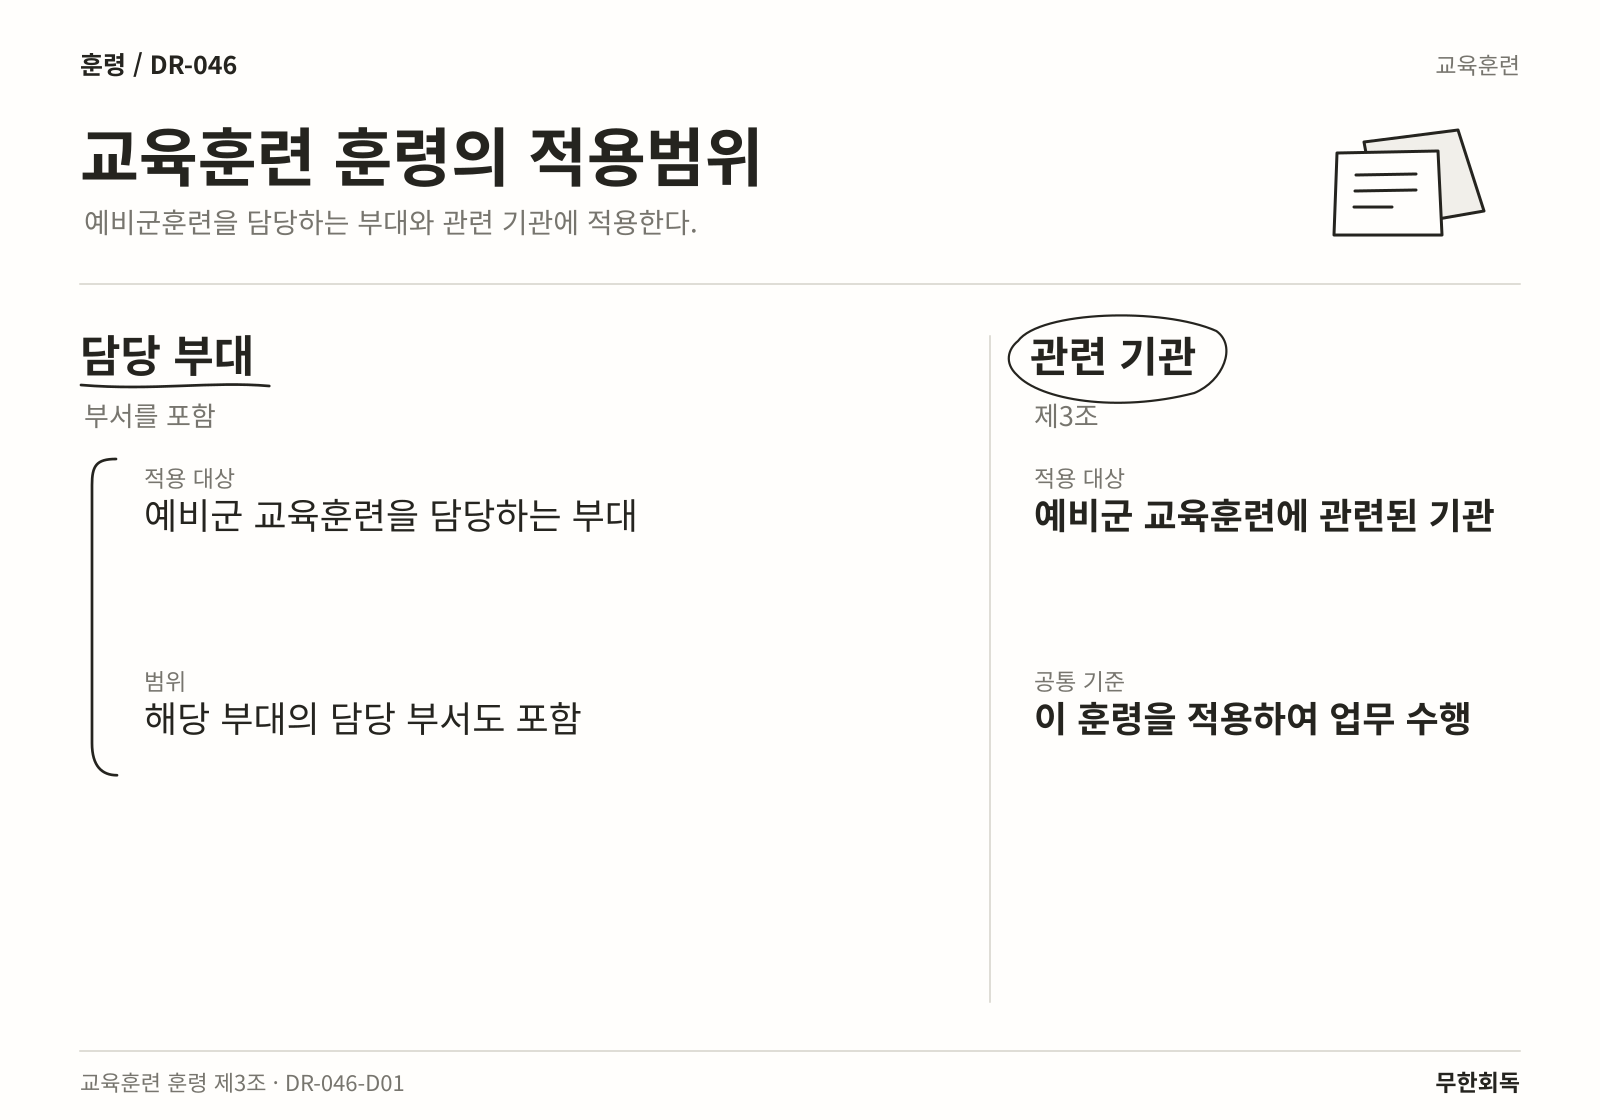 훈령 / DR-046
교육훈련
교육훈련 훈령의 적용범위
예비군훈련을 담당하는 부대와 관련 기관에 적용한다.
담당 부대
부서를 포함
적용 대상
예비군 교육훈련을 담당하는 부대
범위
해당 부대의 담당 부서도 포함
관련 기관
제3조
적용 대상
예비군 교육훈련에 관련된 기관
공통 기준
이 훈령을 적용하여 업무 수행
교육훈련 훈령 제3조 · DR-046-D01
무한회독